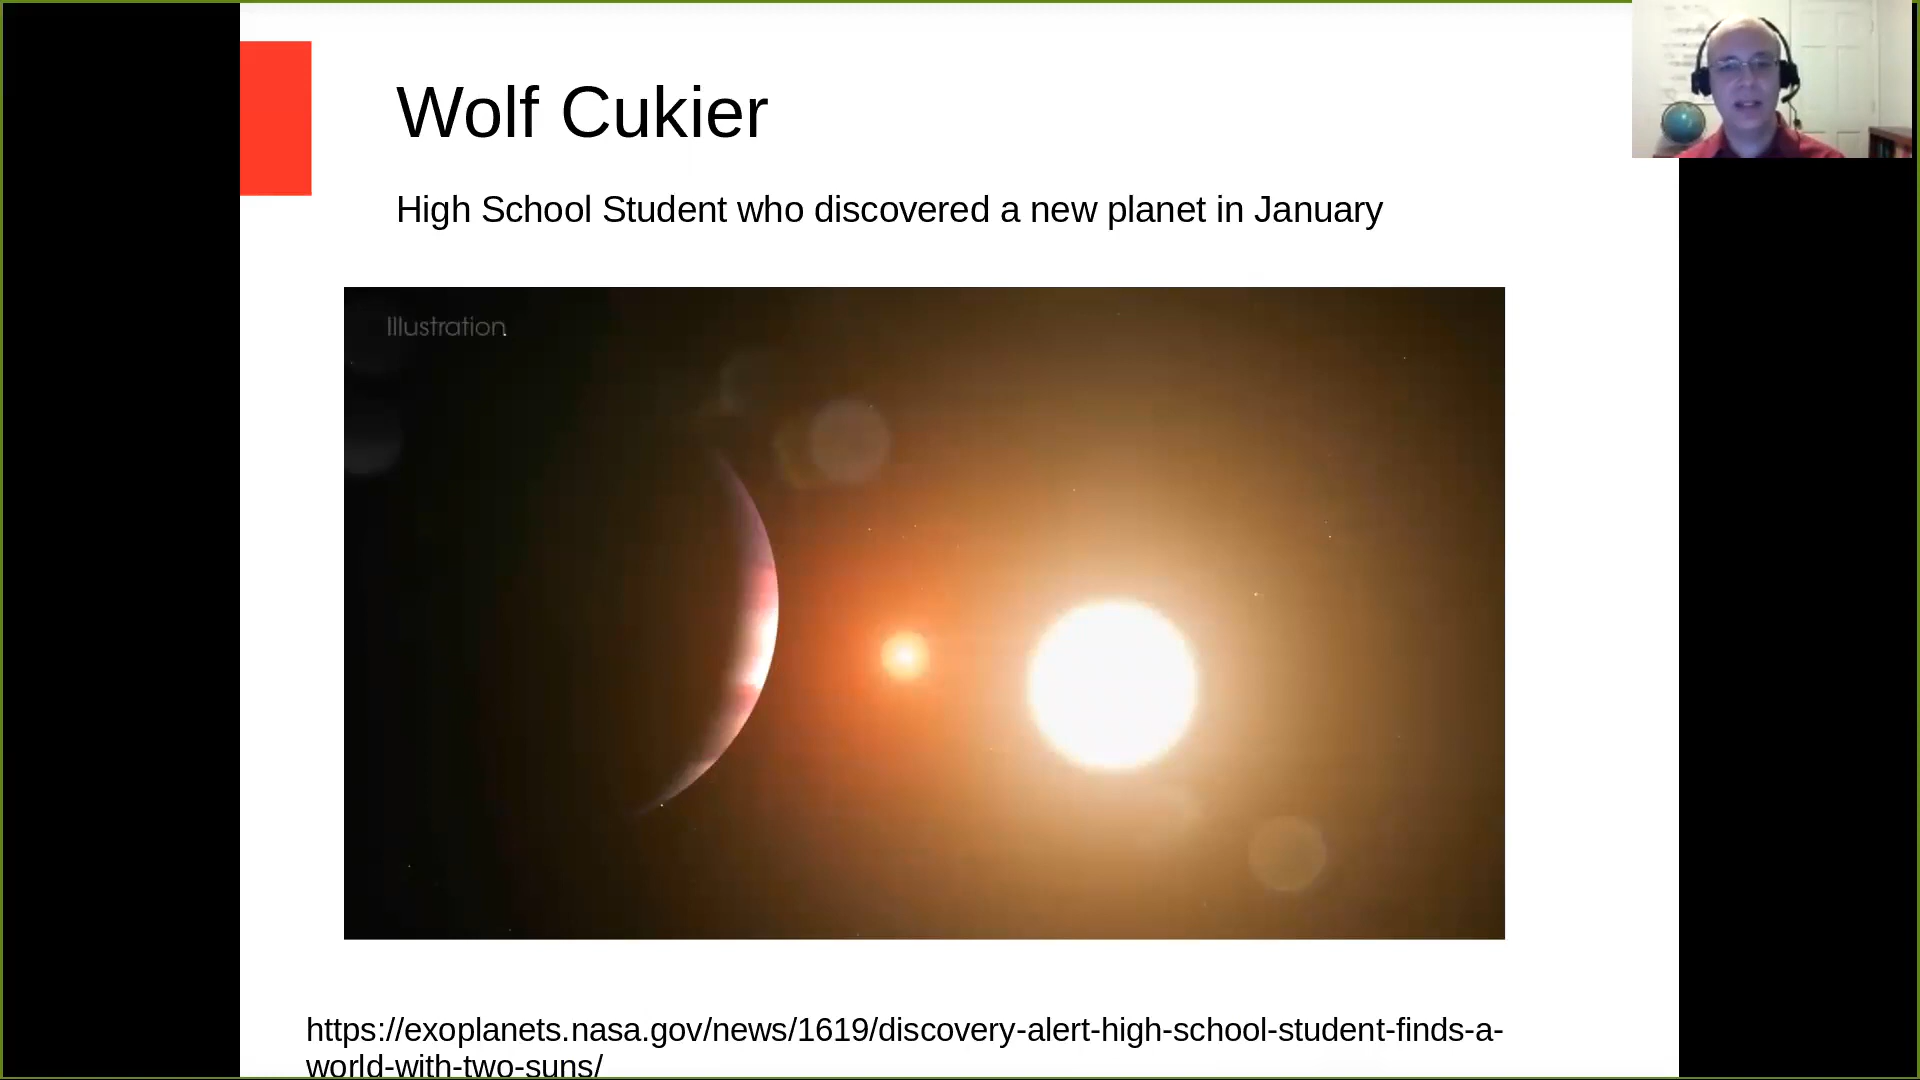 Wolf Cukier
High School Student who discovered a new planet in January
Illustration
https://exoplanets.nasa.gov/news/1619/discovery-alert-high-school-student-finds-a-
world-with-two-suns/